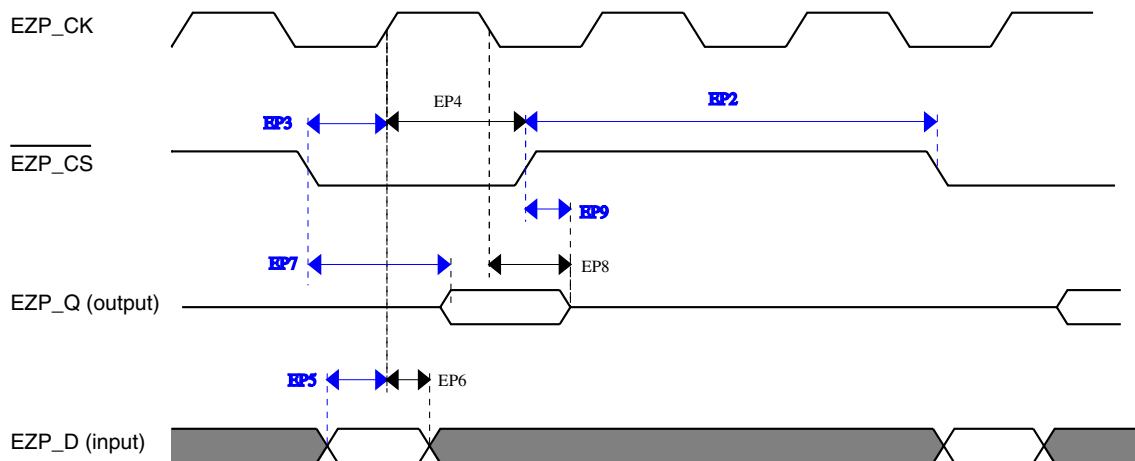 EZP_CK
EP4
EP2
EP3
EZP_CS
EP9
EP7
EP8
EZP_Q (output)
EP5
EP6
EZP_D (input)